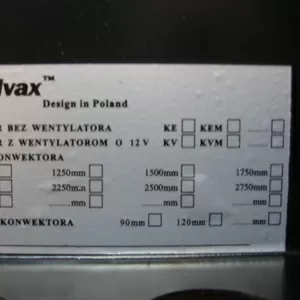 lvax™
Design in Poland
BEZ WENTYLATORA KE KEM ......
Z WENTYLATOREM O 12 V KV KVM ......
KONWEKTORA
1250mm 1500mm 1750mm
2250mm 2500mm 2750mm
......mm ......mm ......mm
KONWEKTORA 90mm 120mm ......mm